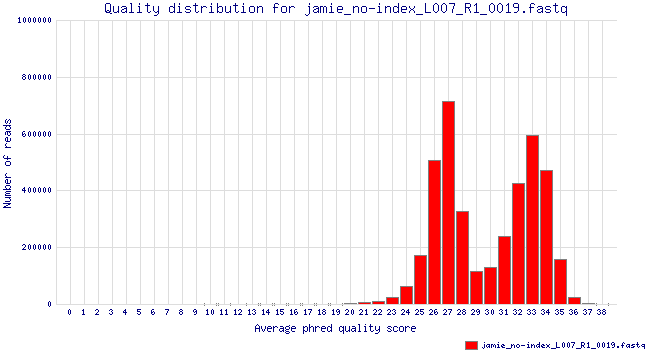 Quality distribution for jamie_no-index_L007_R1_0019.fastq
1000000
800000
600000
400000
200000
0
Number of reads
0 1 2 3 4 5 6 7 8 9 10 11 12 13 14 15 16 17 18 19 20 21 22 23 24 25 26 27 28 29 30 31 32 33 34 35 36 37 38
Average phred quality score
jamie_no-index_L007_R1_0019.fastq